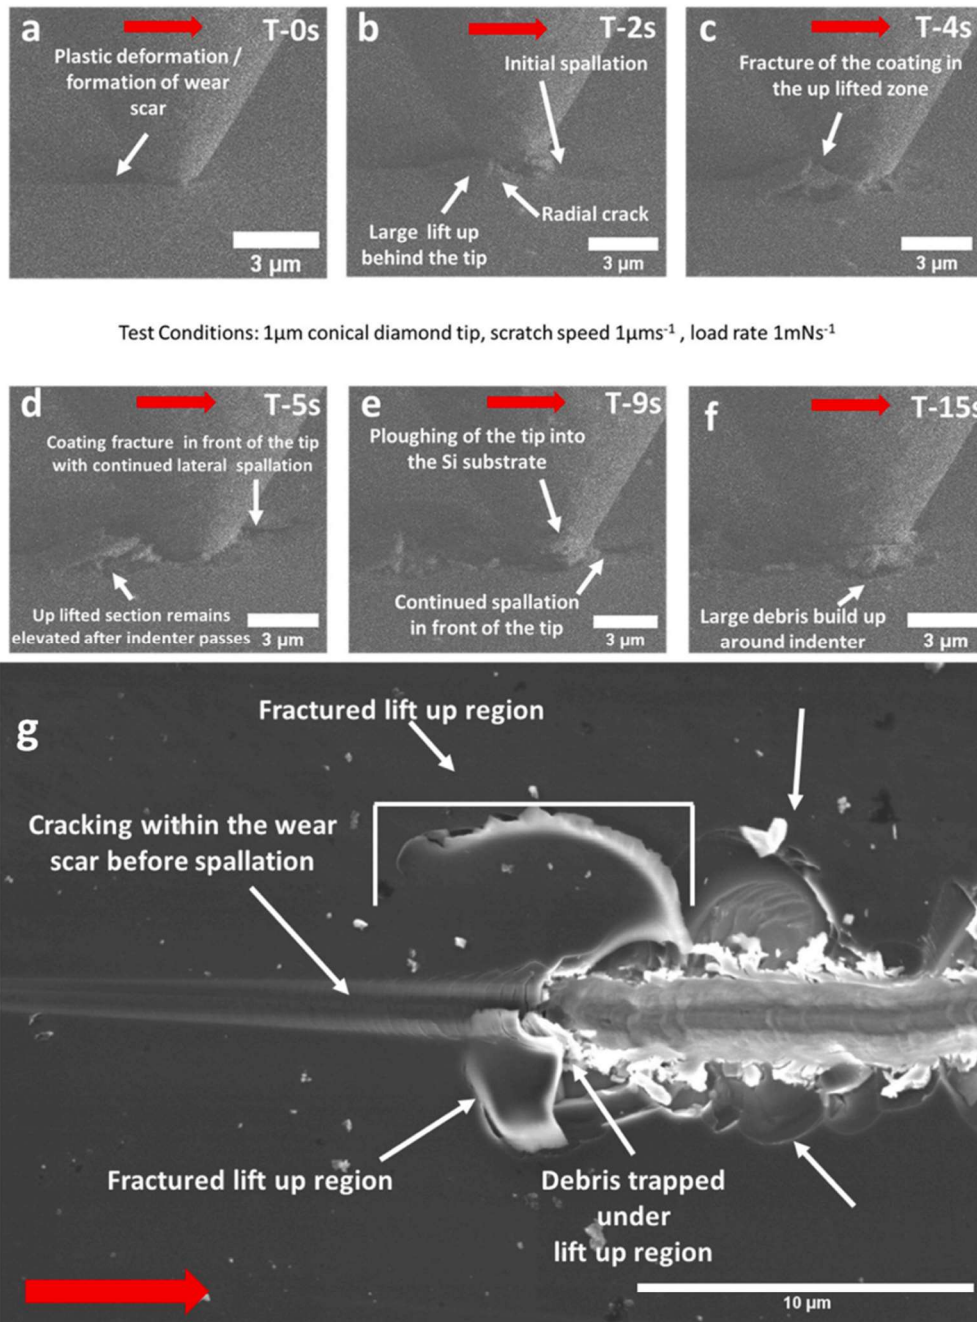 a
T-0s
Plastic deformation /
formation of wear
scar
3 µm
b
T-2s
Initial spallation
Radial crack
Large lift up
behind the tip
3 µm
c
T-4s
Fracture of the coating in
the up lifted zone
3 µm
Test Conditions: 1µm conical diamond tip, scratch speed 1µms⁻¹ , load rate 1mNs⁻¹
d
T-5s
Coating fracture in front of the tip
with continued lateral spallation
Up lifted section remains
elevated after indenter passes
3 µm
e
T-9s
Ploughing of the tip into
the Si substrate
Continued spallation
in front of the tip
3 µm
f
T-15s
Large debris build up
around indenter
3 µm
g
Fractured lift up region
Cracking within the wear
scar before spallation
Fractured lift up region
Debris trapped
under
lift up region
10 µm